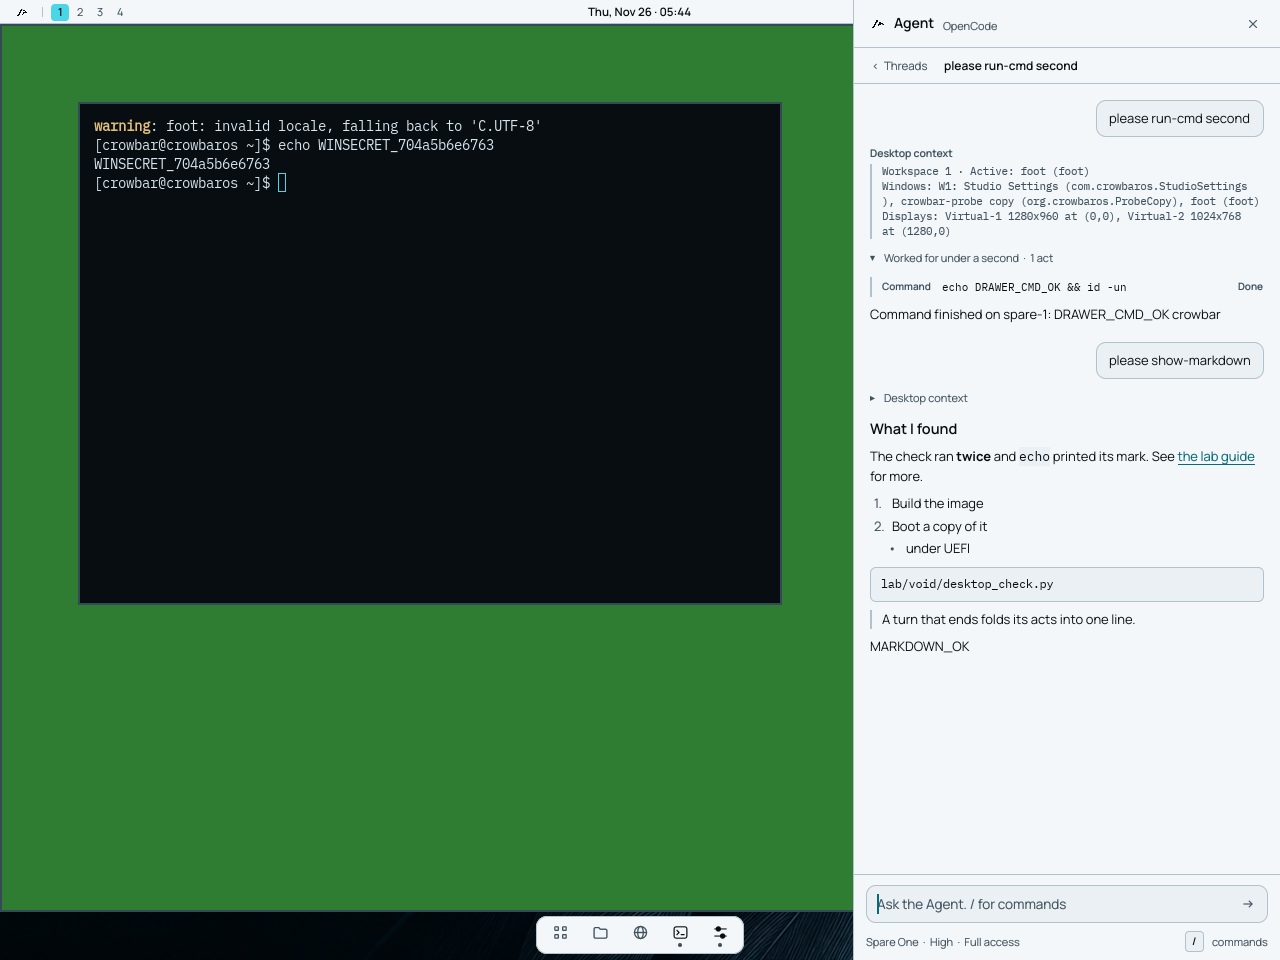 1 2 3 4
Thu, Nov 26 · 05:44
warning: foot: invalid locale, falling back to 'C.UTF-8'
[crowbar@crowbaros ~]$ echo WINSECRET_704a5b6e6763
WINSECRET_704a5b6e6763
[crowbar@crowbaros ~]$
Agent OpenCode
‹ Threads please run-cmd second
please run-cmd second
Desktop context
Workspace 1 · Active: foot (foot)
Windows: W1: Studio Settings (com.crowbaros.StudioSettings
), crowbar-probe copy (org.crowbaros.ProbeCopy), foot (foot)
Displays: Virtual-1 1280x960 at (0,0), Virtual-2 1024x768
at (1280,0)
▾ Worked for under a second · 1 act
Command echo DRAWER_CMD_OK && id -un Done
Command finished on spare-1: DRAWER_CMD_OK crowbar
please show-markdown
▸ Desktop context
What I found
The check ran twice and echo printed its mark. See the lab guide
for more.
1. Build the image
2. Boot a copy of it
• under UEFI
lab/void/desktop_check.py
A turn that ends folds its acts into one line.
MARKDOWN_OK
Ask the Agent. / for commands
Spare One · High · Full access / commands